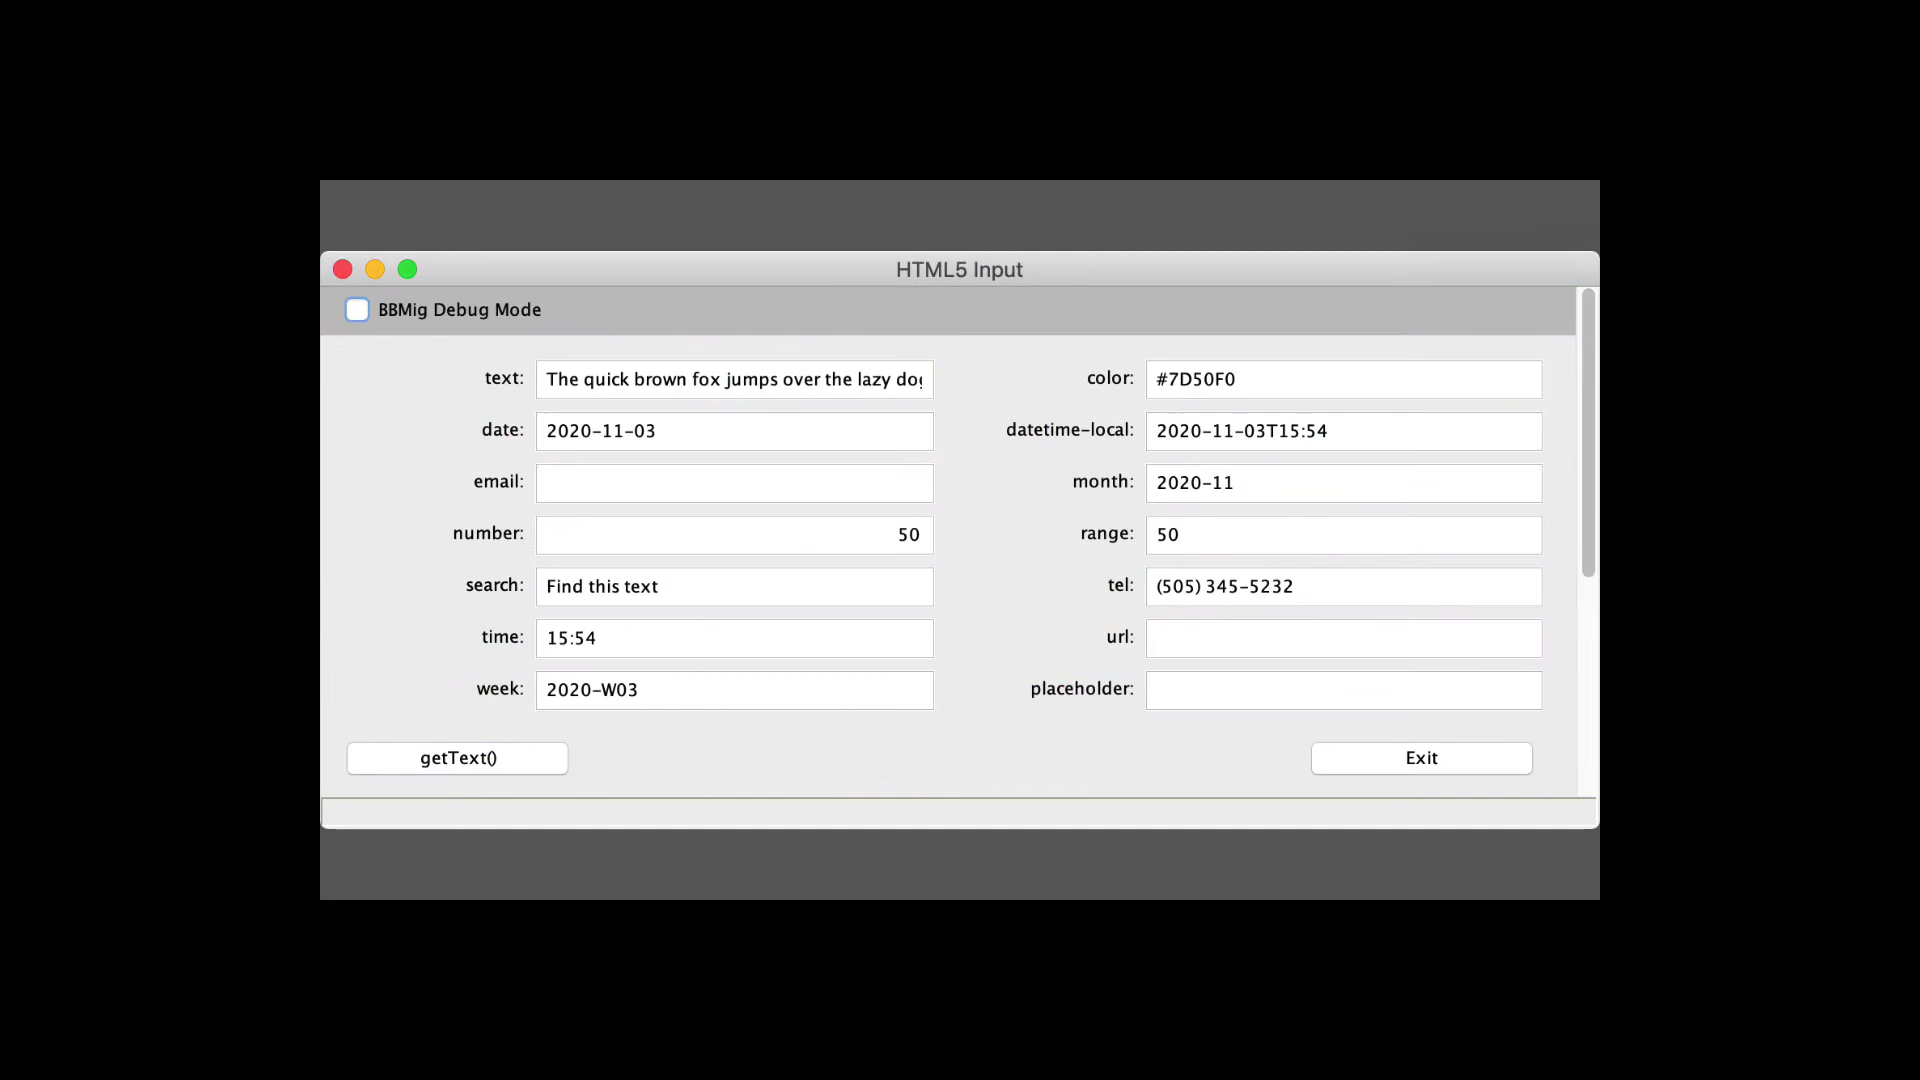 HTML5 Input
BBMig Debug Mode
text: The quick brown fox jumps over the lazy dog
color: #7D50F0
date: 2020-11-03
datetime-local: 2020-11-03T15:54
email:
month: 2020-11
number: 50
range: 50
search: Find this text
tel: (505) 345-5232
time: 15:54
url:
week: 2020-W03
placeholder:
getText()
Exit